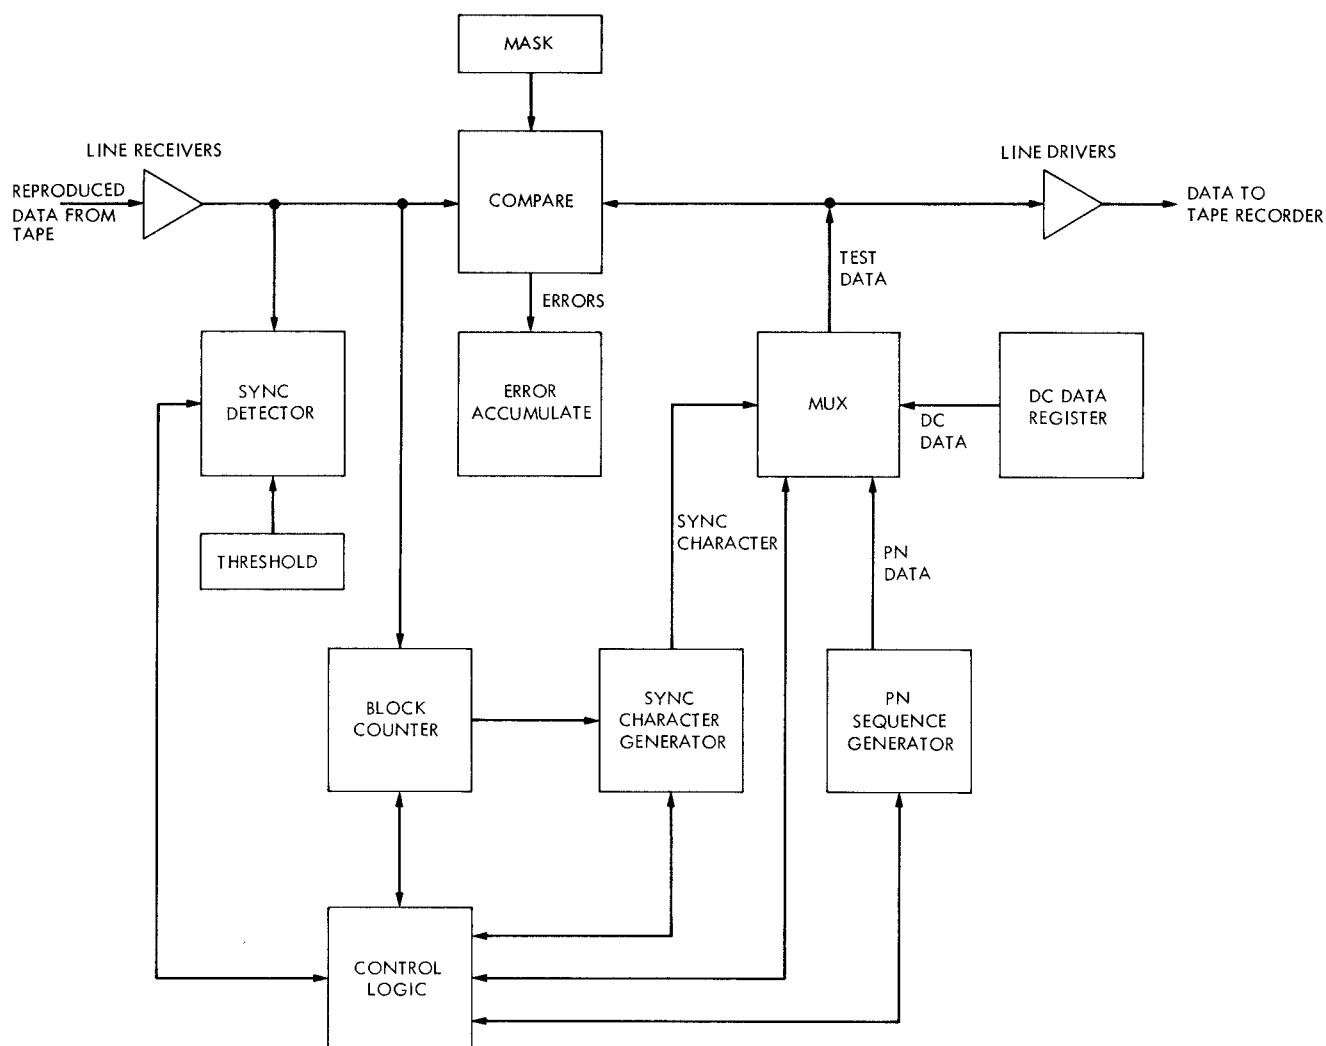 MASK
LINE RECEIVERS
LINE DRIVERS
REPRODUCED
DATA FROM
TAPE
COMPARE
DATA TO
TAPE RECORDER
TEST
DATA
ERRORS
SYNC
DETECTOR
ERROR
ACCUMULATE
MUX
DC
DATA
DC DATA
REGISTER
THRESHOLD
SYNC
CHARACTER
PN
DATA
BLOCK
COUNTER
SYNC
CHARACTER
GENERATOR
PN
SEQUENCE
GENERATOR
CONTROL
LOGIC